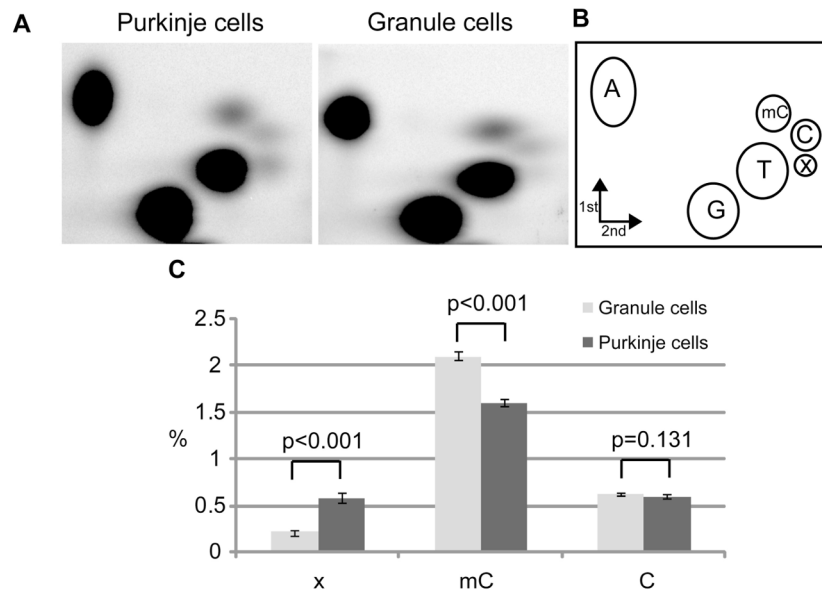 A
Purkinje cells
Granule cells
B
A
mC
C
T
x
G
1st
2nd
C
p<0.001
Granule cells
Purkinje cells
2.5
2
1.5
%
p<0.001
p=0.131
1
0.5
0
x
mC
C